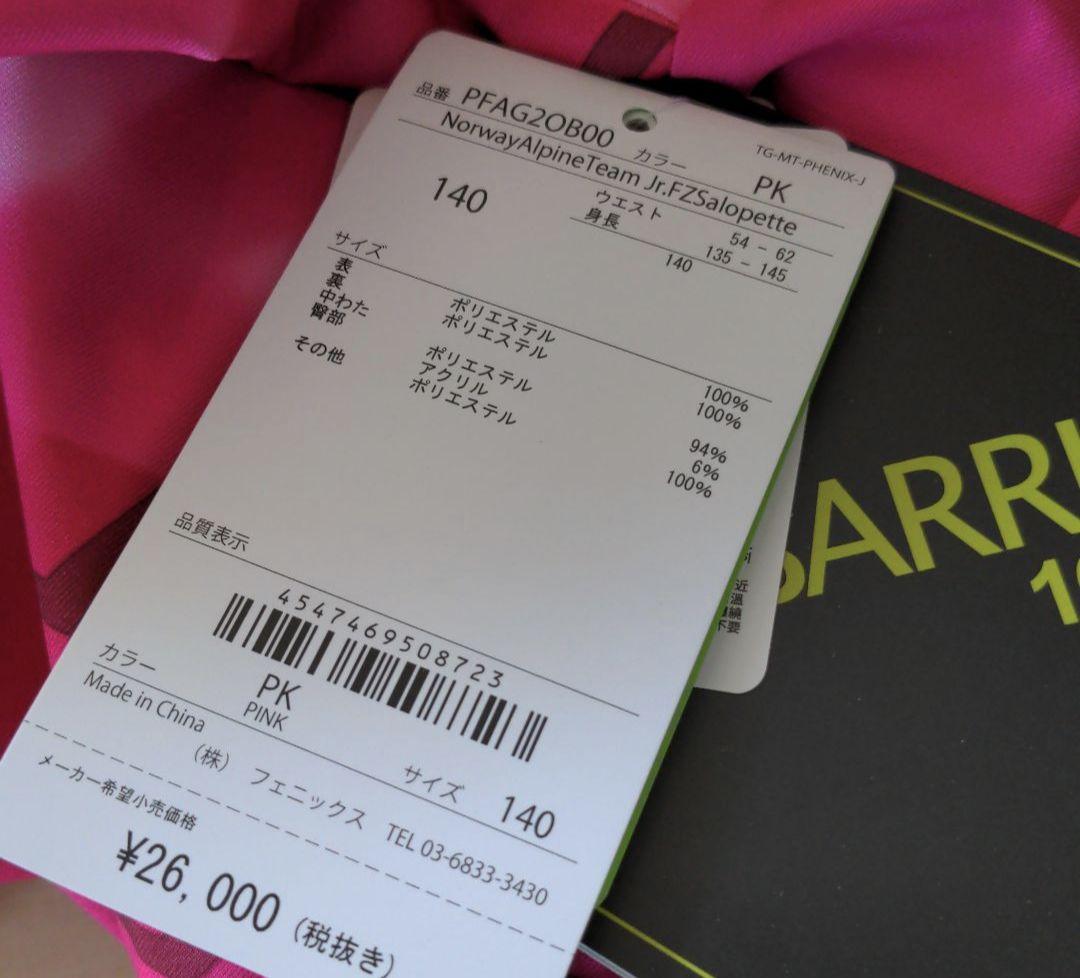 品番 PFAG2OB00 カラー PK
TG-MT-PHENIX-J
NorwayAlpineTeam Jr.FZSalopette
140
ウエスト 54 - 62
身長 135 - 145
140
サイズ
表 ポリエステル 100%
裏 ポリエステル 100%
中わた
臀部 ポリエステル 94%
アクリル 6%
その他 ポリエステル 100%
品質表示
4547469508723
カラー PK
PINK
サイズ 140
Made in China
(株) フェニックス TEL 03-6833-3430
メーカー希望小売価格
¥26,000 (税抜き)
近
溫
繞
不要
ARRI